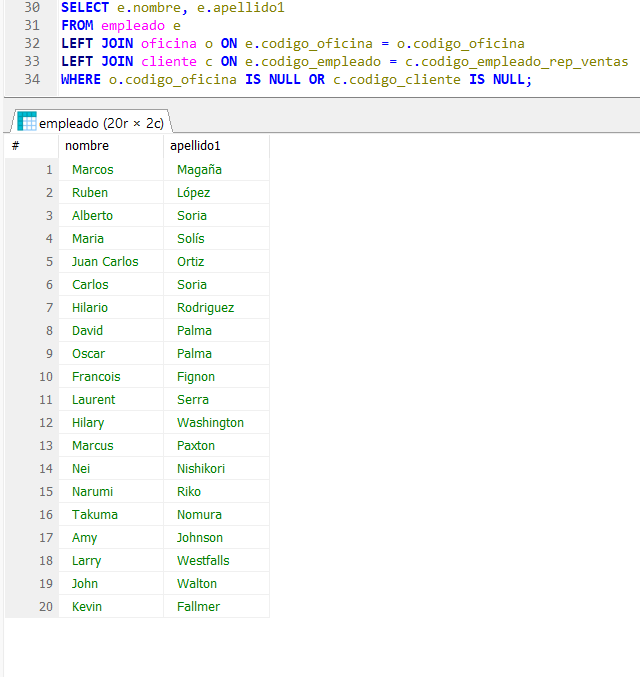 30 SELECT e.nombre, e.apellido1
31 FROM empleado e
32 LEFT JOIN oficina o ON e.codigo_oficina = o.codigo_oficina
33 LEFT JOIN cliente c ON e.codigo_empleado = c.codigo_empleado_rep_ventas
34 WHERE o.codigo_oficina IS NULL OR c.codigo_cliente IS NULL;
empleado (20r × 2c)
# nombre apellido1
1 Marcos Magaña
2 Ruben López
3 Alberto Soria
4 Maria Solís
5 Juan Carlos Ortiz
6 Carlos Soria
7 Hilario Rodriguez
8 David Palma
9 Oscar Palma
10 Francois Fignon
11 Laurent Serra
12 Hilary Washington
13 Marcus Paxton
14 Nei Nishikori
15 Narumi Riko
16 Takuma Nomura
17 Amy Johnson
18 Larry Westfalls
19 John Walton
20 Kevin Fallmer